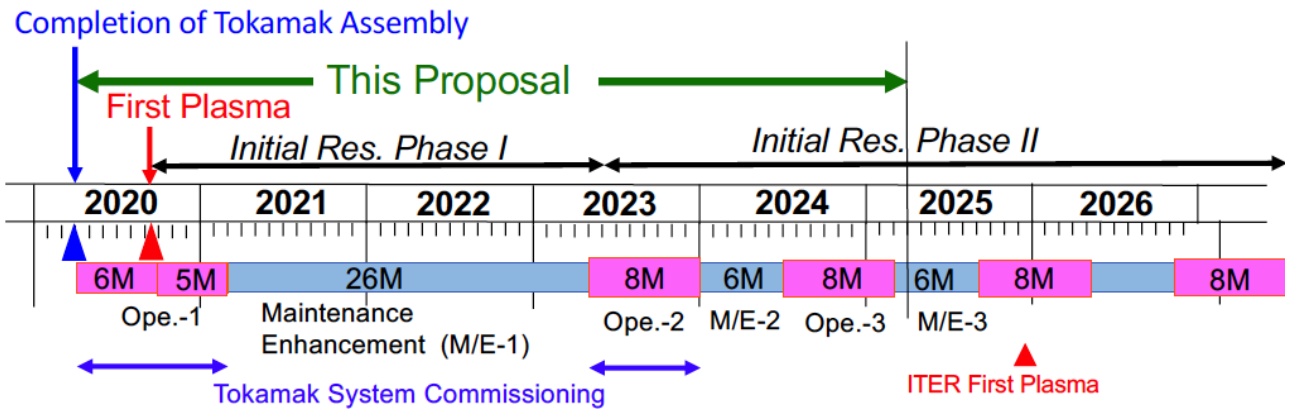 Completion of Tokamak Assembly
This Proposal
First Plasma
Initial Res. Phase I
Initial Res. Phase II
2020 2021 2022 2023 2024 2025 2026
6M 5M 26M 8M 6M 8M 6M 8M 8M
Ope.-1 Maintenance Ope.-2 M/E-2 Ope.-3 M/E-3
Enhancement (M/E-1)
Tokamak System Commissioning
ITER First Plasma